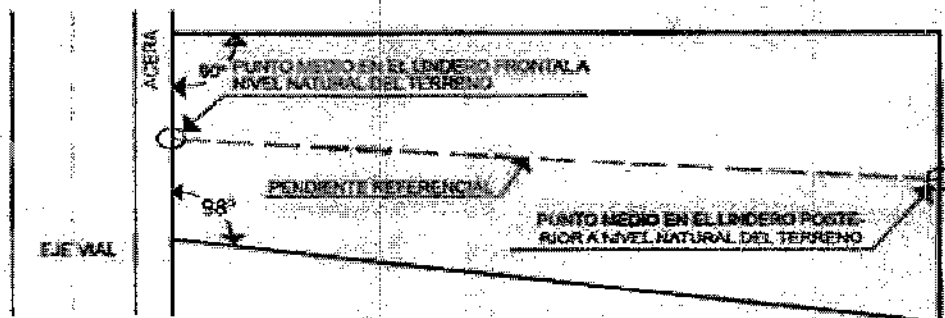 ACERA
90°
PUNTO MEDIO EN EL LINDERO FRONTAL A
NIVEL NATURAL DEL TERRENO
PENDIENTE REFERENCIAL
98°
PUNTO MEDIO EN EL LINDERO POSTE-
RIOR A NIVEL NATURAL DEL TERRENO
EJE VIAL